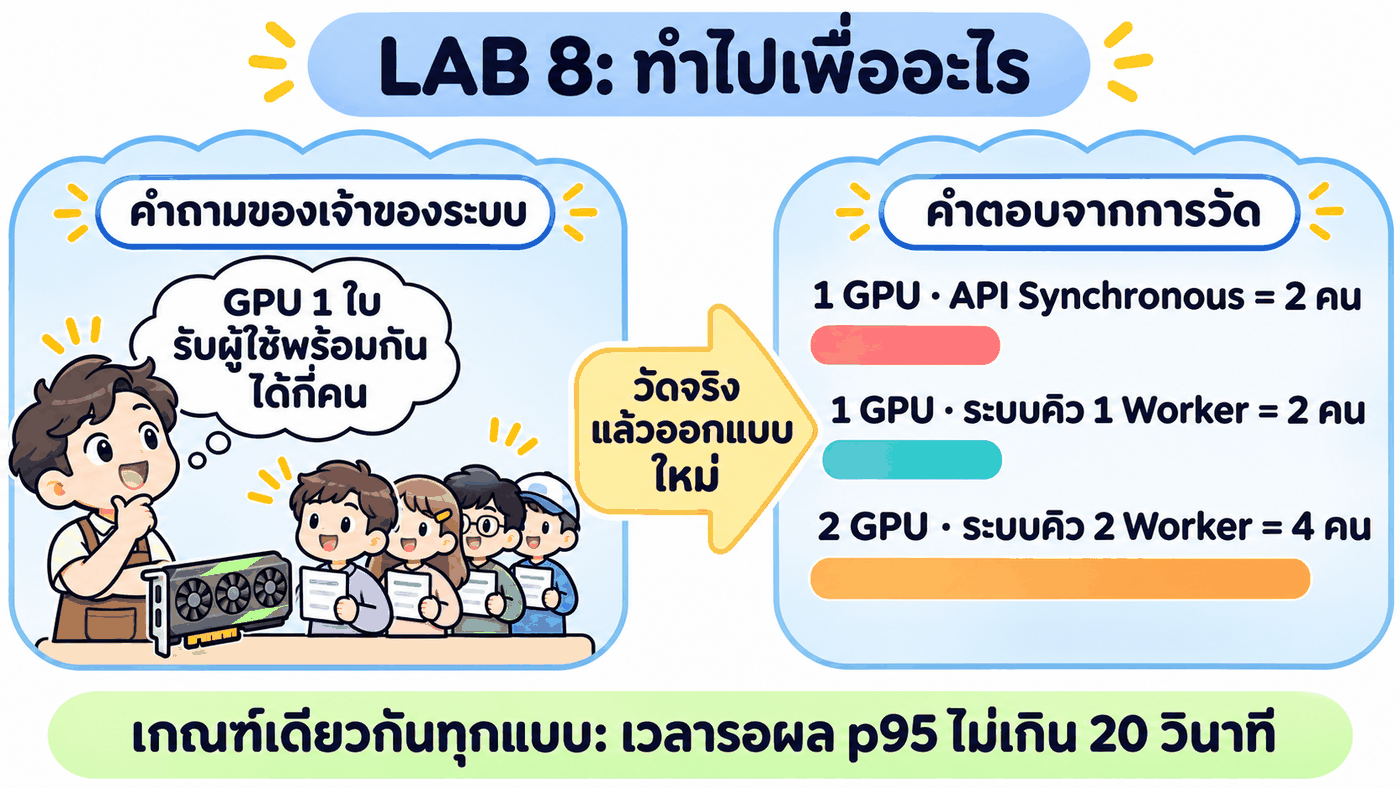 LAB 8: ทำไปเพื่ออะไร
คำถามของเจ้าของระบบ
GPU 1 ใบ
รับผู้ใช้พร้อมกัน
ได้กี่คน
วัดจริง
แล้วออกแบบ
ใหม่
คำตอบจากการวัด
1 GPU · API Synchronous = 2 คน
1 GPU · ระบบคิว 1 Worker = 2 คน
2 GPU · ระบบคิว 2 Worker = 4 คน
เกณฑ์เดียวกันทุกแบบ: เวลารอผล p95 ไม่เกิน 20 วินาที